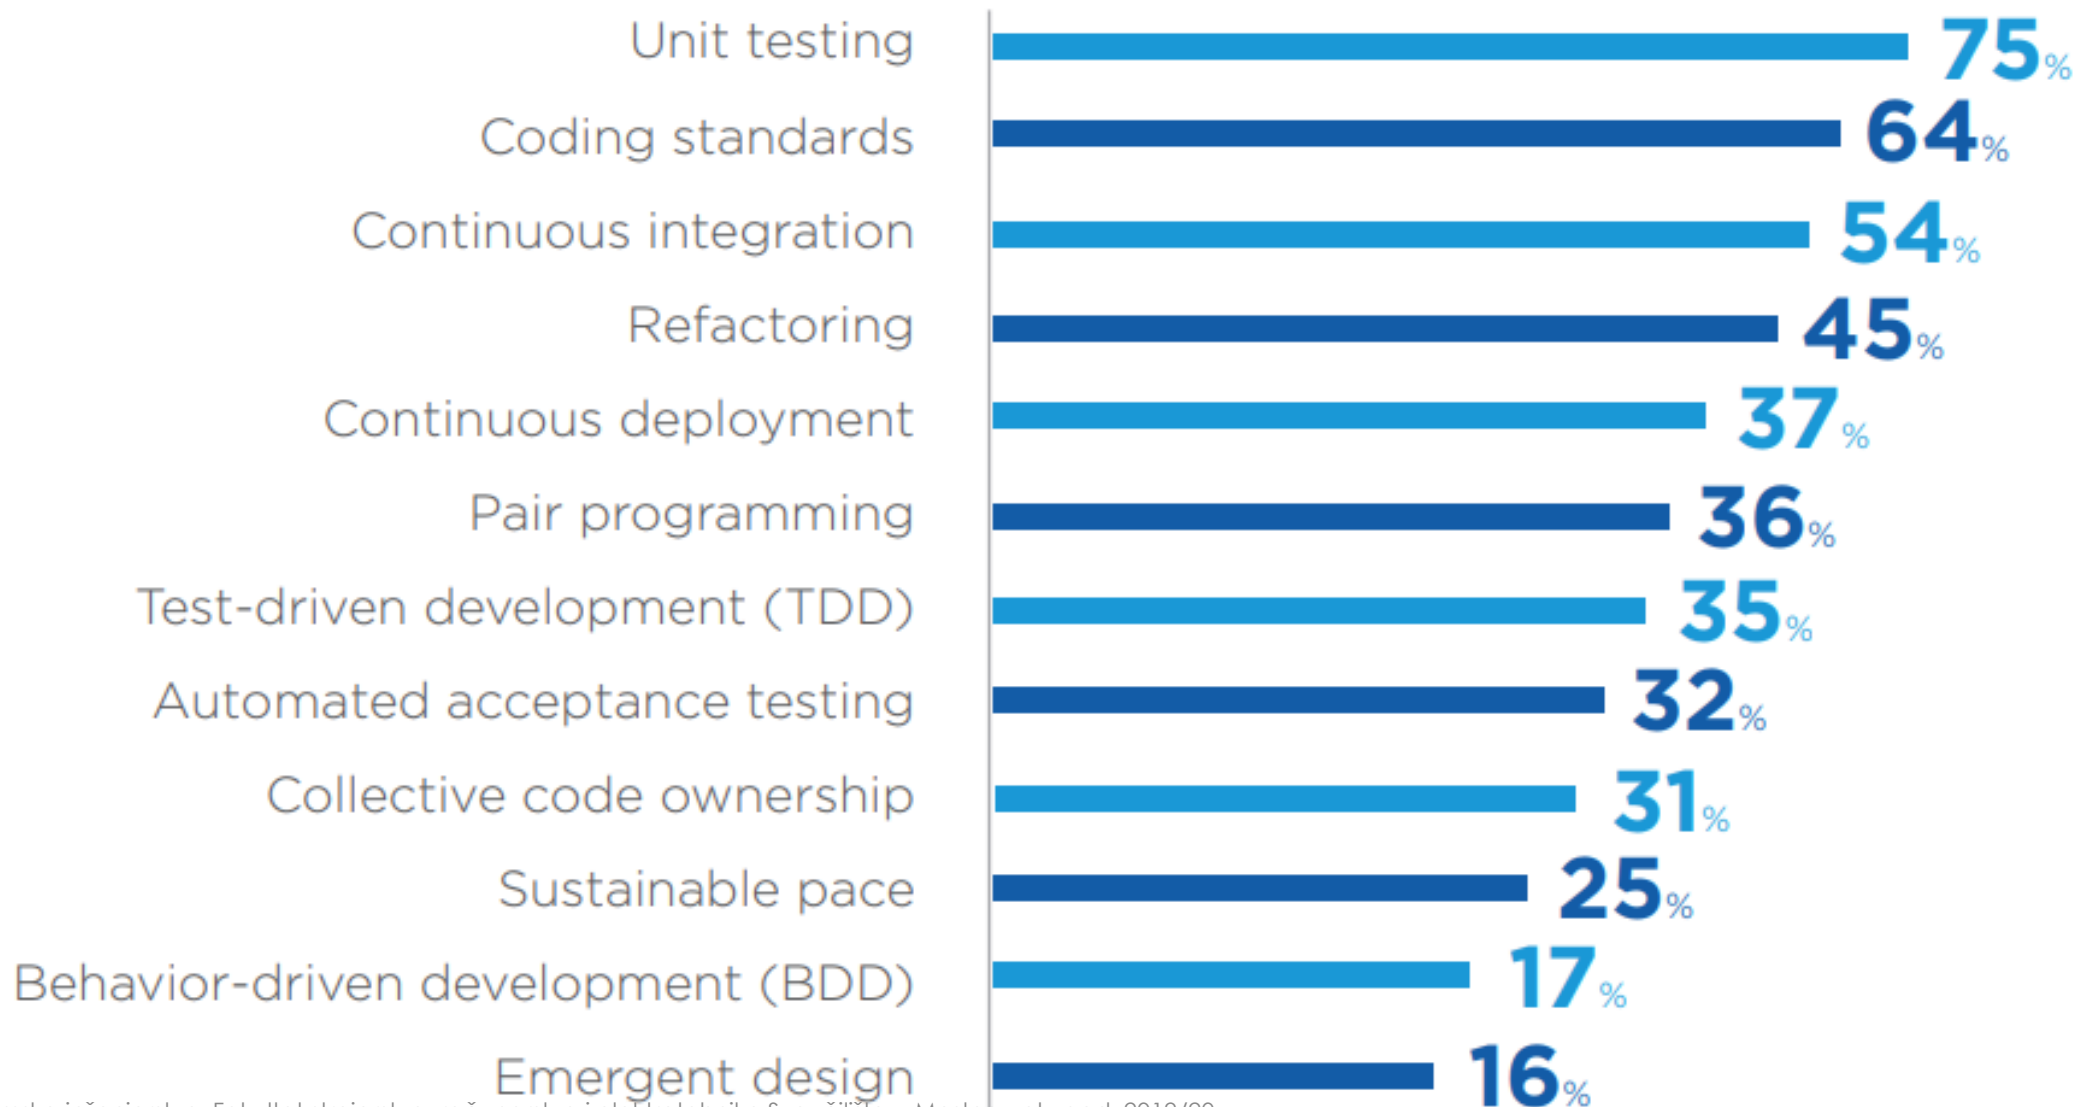 Unit testing 75%
Coding standards 64%
Continuous integration 54%
Refactoring 45%
Continuous deployment 37%
Pair programming 36%
Test-driven development (TDD) 35%
Automated acceptance testing 32%
Collective code ownership 31%
Sustainable pace 25%
Behavior-driven development (BDD) 17%
Emergent design 16%